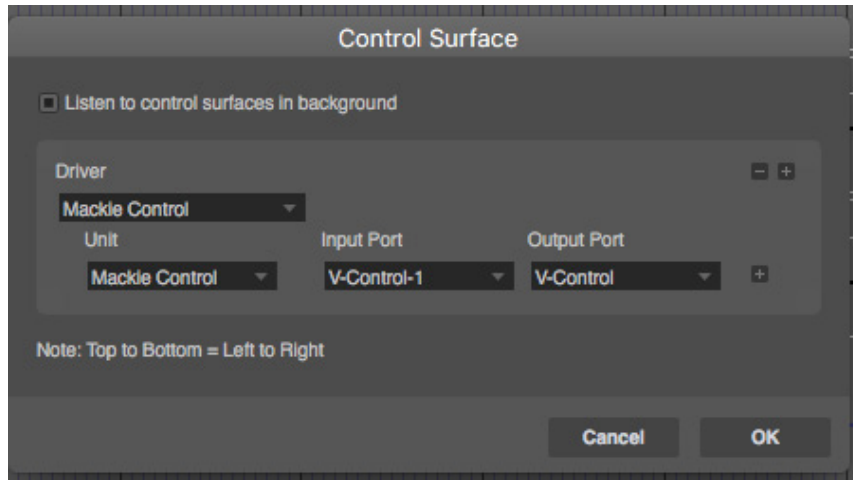 Control Surface
Listen to control surfaces in background
Driver
Mackie Control
Unit Input Port Output Port
Mackie Control V-Control-1 V-Control
Note: Top to Bottom = Left to Right
Cancel OK